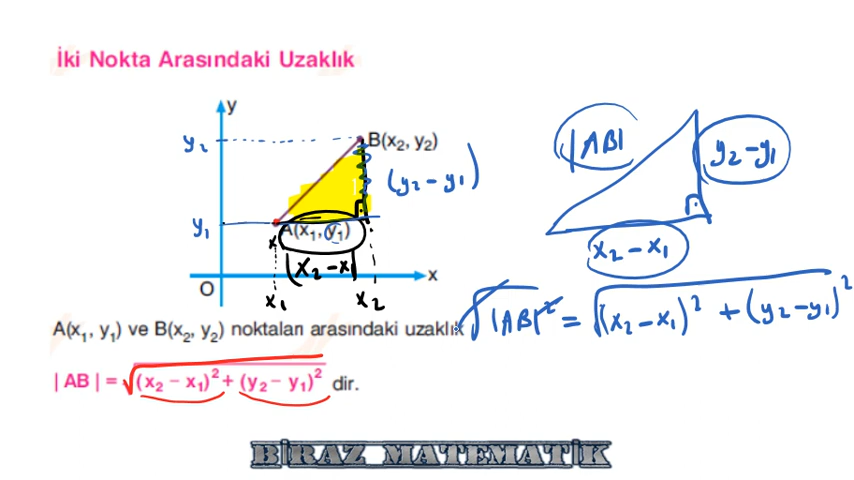 İki Nokta Arasındaki Uzaklık
y
y₂
B(x₂, y₂)
(y₂ – y₁)
|AB|
y₂ – y₁
y₁
A(x₁, y₁)
x₂ – x₁
(x₂ – x₁
x
O
x₁
x₂
A(x₁, y₁) ve B(x₂, y₂) noktaları arasındaki uzaklık
√|AB|² = √(x₂ – x₁)² + (y₂ – y₁)²
| AB | = √(x₂ – x₁)² + (y₂ – y₁)² dir.
BİRAZ MATEMATİK